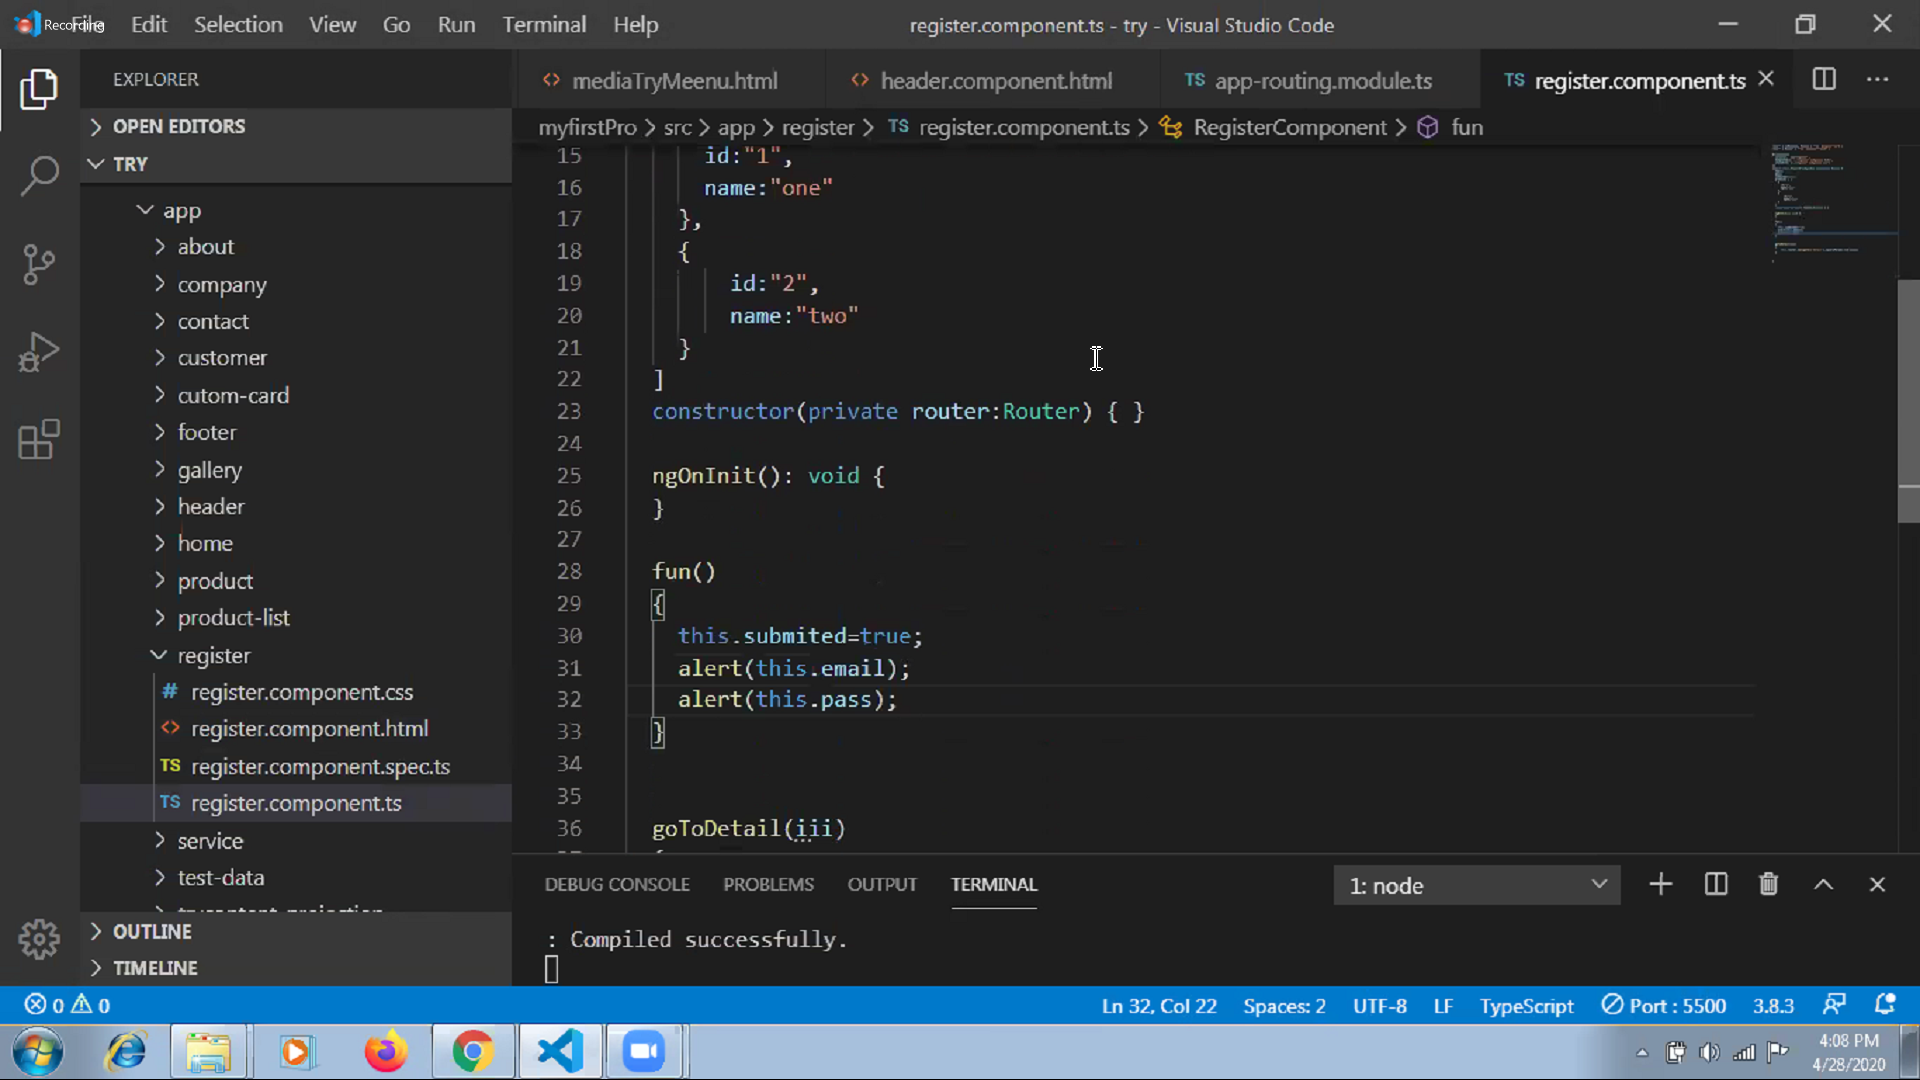 Recording File Edit Selection View Go Run Terminal Help register.component.ts - try - Visual Studio Code
EXPLORER
OPEN EDITORS
TRY
app
about
company
contact
customer
cutom-card
footer
gallery
header
home
product
product-list
register
register.component.css
register.component.html
register.component.spec.ts
register.component.ts
service
test-data
OUTLINE
TIMELINE
mediaTryMeenu.html header.component.html TS app-routing.module.ts TS register.component.ts
myfirstPro > src > app > register > TS register.component.ts > RegisterComponent > fun
15 id:"1",
16 name:"one"
17 },
18 {
19 id:"2",
20 name:"two"
21 }
22 ]
23 constructor(private router:Router) { }
24
25 ngOnInit(): void {
26 }
27
28 fun()
29 {
30 this.submited=true;
31 alert(this.email);
32 alert(this.pass);
33 }
34
35
36 goToDetail(iii)
DEBUG CONSOLE PROBLEMS OUTPUT TERMINAL 1: node
: Compiled successfully.
0 0 Ln 32, Col 22 Spaces: 2 UTF-8 LF TypeScript Port : 5500 3.8.3
4:08 PM
4/28/2020